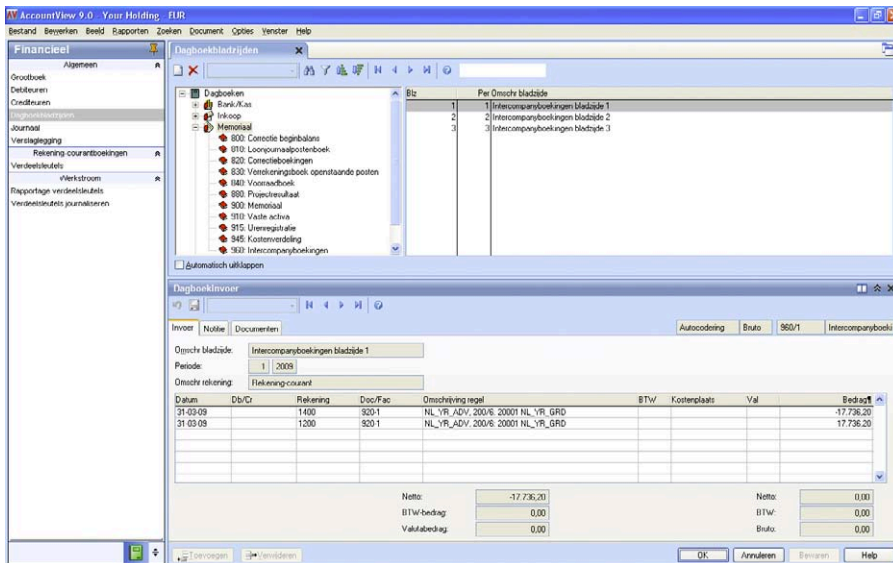 AccountView 9.0 - Your Holding - EUR
Bestand Bewerken Beeld Rapporten Zoeken Document Opties Venster Help
Financieel
Algemeen
Grootboek
Debiteuren
Crediteuren
Dagboekbladzijden
Journaal
Verslaglegging
Rekening-courantboekingen
Verdeelsleutels
Werkstroom
Rapportage verdeelsleutels
Verdeelsleutels journaliseren
Dagboekbladzijden
Dagboeken
Bank/Kas
Inkoop
Memoriaal
800: Correctie beginbalans
810: Loonjournaalpostenboek
820: Correctieboekingen
830: Verrekeningsboek openstaande posten
840: Voorraadboek
880: Projectresultaat
900: Memoriaal
910: Vaste activa
915: Urenregistratie
945: Kostenverdeling
960: Intercompanyboekingen
Automatisch uitklappen
Blz Per Omschr bladzijde
1 1 Intercompanyboekingen bladzijde 1
2 2 Intercompanyboekingen bladzijde 2
3 3 Intercompanyboekingen bladzijde 3
Dagboekinvoer
Invoer Notitie Documenten
Autocodering Bruto 960/1 Intercompanyboeki
Omschr bladzijde: Intercompanyboekingen bladzijde 1
Periode: 1 2009
Omschr rekening: Rekening-courant
Datum Db/Cr Rekening Doc/Fac Omschrijving regel BTW Kostenplaats Val Bedrag¶
31-03-09 1400 920-1 NL_YR_ADV, 200/6: 20001 NL_YR_GRD -17.736,20
31-03-09 1200 920-1 NL_YR_ADV, 200/6: 20001 NL_YR_GRD 17.736,20
Netto: -17.736,20 Netto: 0,00
BTW-bedrag: 0,00 BTW: 0,00
Valutabedrag: 0,00 Bruto: 0,00
Toevoegen Verwijderen OK Annuleren Bewaren Help